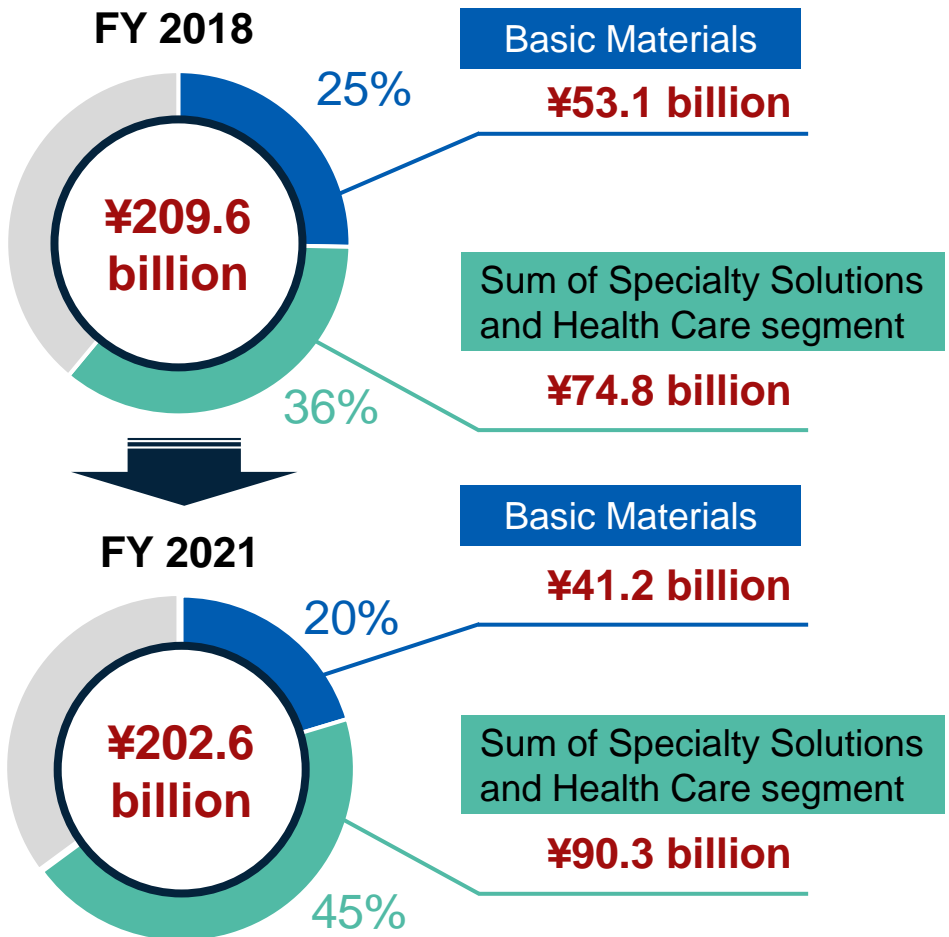 FY 2018
25%
Basic Materials
¥53.1 billion
¥209.6
billion
Sum of Specialty Solutions
and Health Care segment
¥74.8 billion
36%
FY 2021
20%
Basic Materials
¥41.2 billion
¥202.6
billion
Sum of Specialty Solutions
and Health Care segment
¥90.3 billion
45%